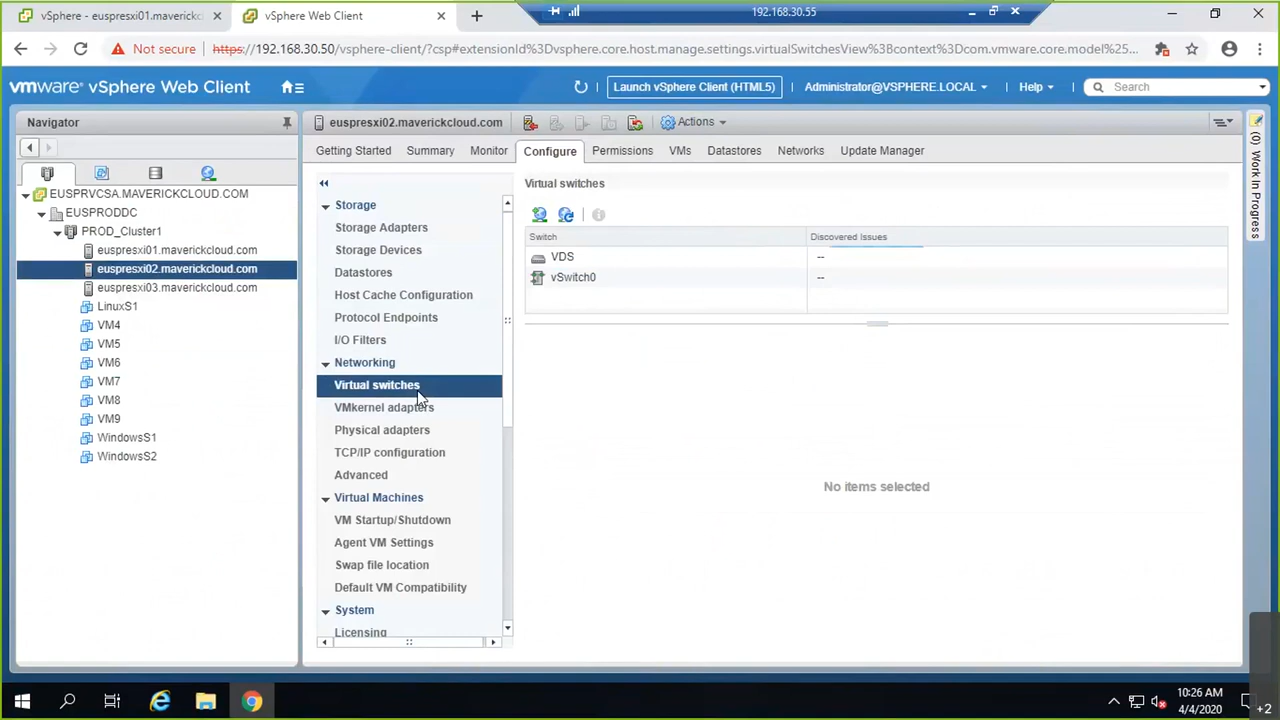 vSphere - euspresxi01.maverickc
vSphere Web Client
192.168.30.55
Not secure
https://192.168.30.50/vsphere-client/?csp#extensionId%3Dvsphere.core.host.manage.settings.virtualSwitchesView%3Bcontext%3Dcom.vmware.core.model%25...
vmware® vSphere Web Client
Launch vSphere Client (HTML5)
Administrator@VSPHERE.LOCAL
Help
Search
Navigator
euspresxi02.maverickcloud.com
Actions
Getting Started
Summary
Monitor
Configure
Permissions
VMs
Datastores
Networks
Update Manager
(0) Work In Progress
EUSPRVCSA.MAVERICKCLOUD.COM
EUSPRODDC
PROD_Cluster1
euspresxi01.maverickcloud.com
euspresxi02.maverickcloud.com
euspresxi03.maverickcloud.com
LinuxS1
VM4
VM5
VM6
VM7
VM8
VM9
WindowsS1
WindowsS2
Storage
Storage Adapters
Storage Devices
Datastores
Host Cache Configuration
Protocol Endpoints
I/O Filters
Networking
Virtual switches
VMkernel adapters
Physical adapters
TCP/IP configuration
Advanced
Virtual Machines
VM Startup/Shutdown
Agent VM Settings
Swap file location
Default VM Compatibility
System
Licensing
Virtual switches
Switch
Discovered Issues
VDS
--
vSwitch0
--
No items selected
10:26 AM
4/4/2020
+2